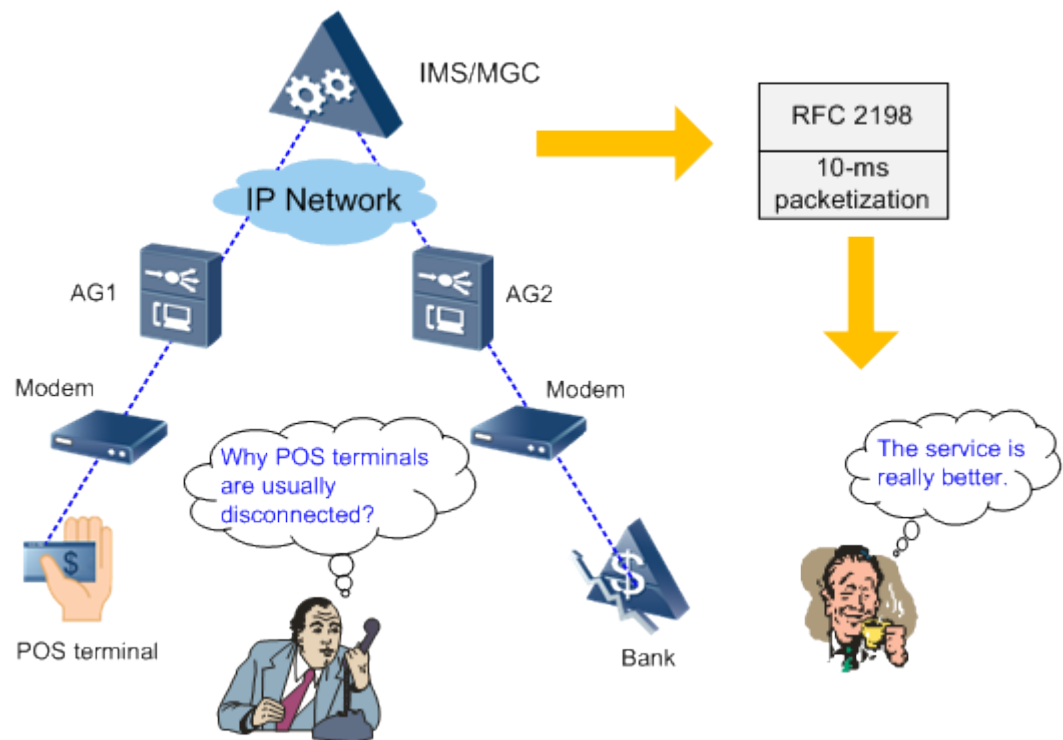 IMS/MGC
RFC 2198
10-ms
packetization
IP Network
AG1
AG2
Modem
Modem
Why POS terminals
are usually
disconnected?
The service is
really better.
$
$
POS terminal
Bank